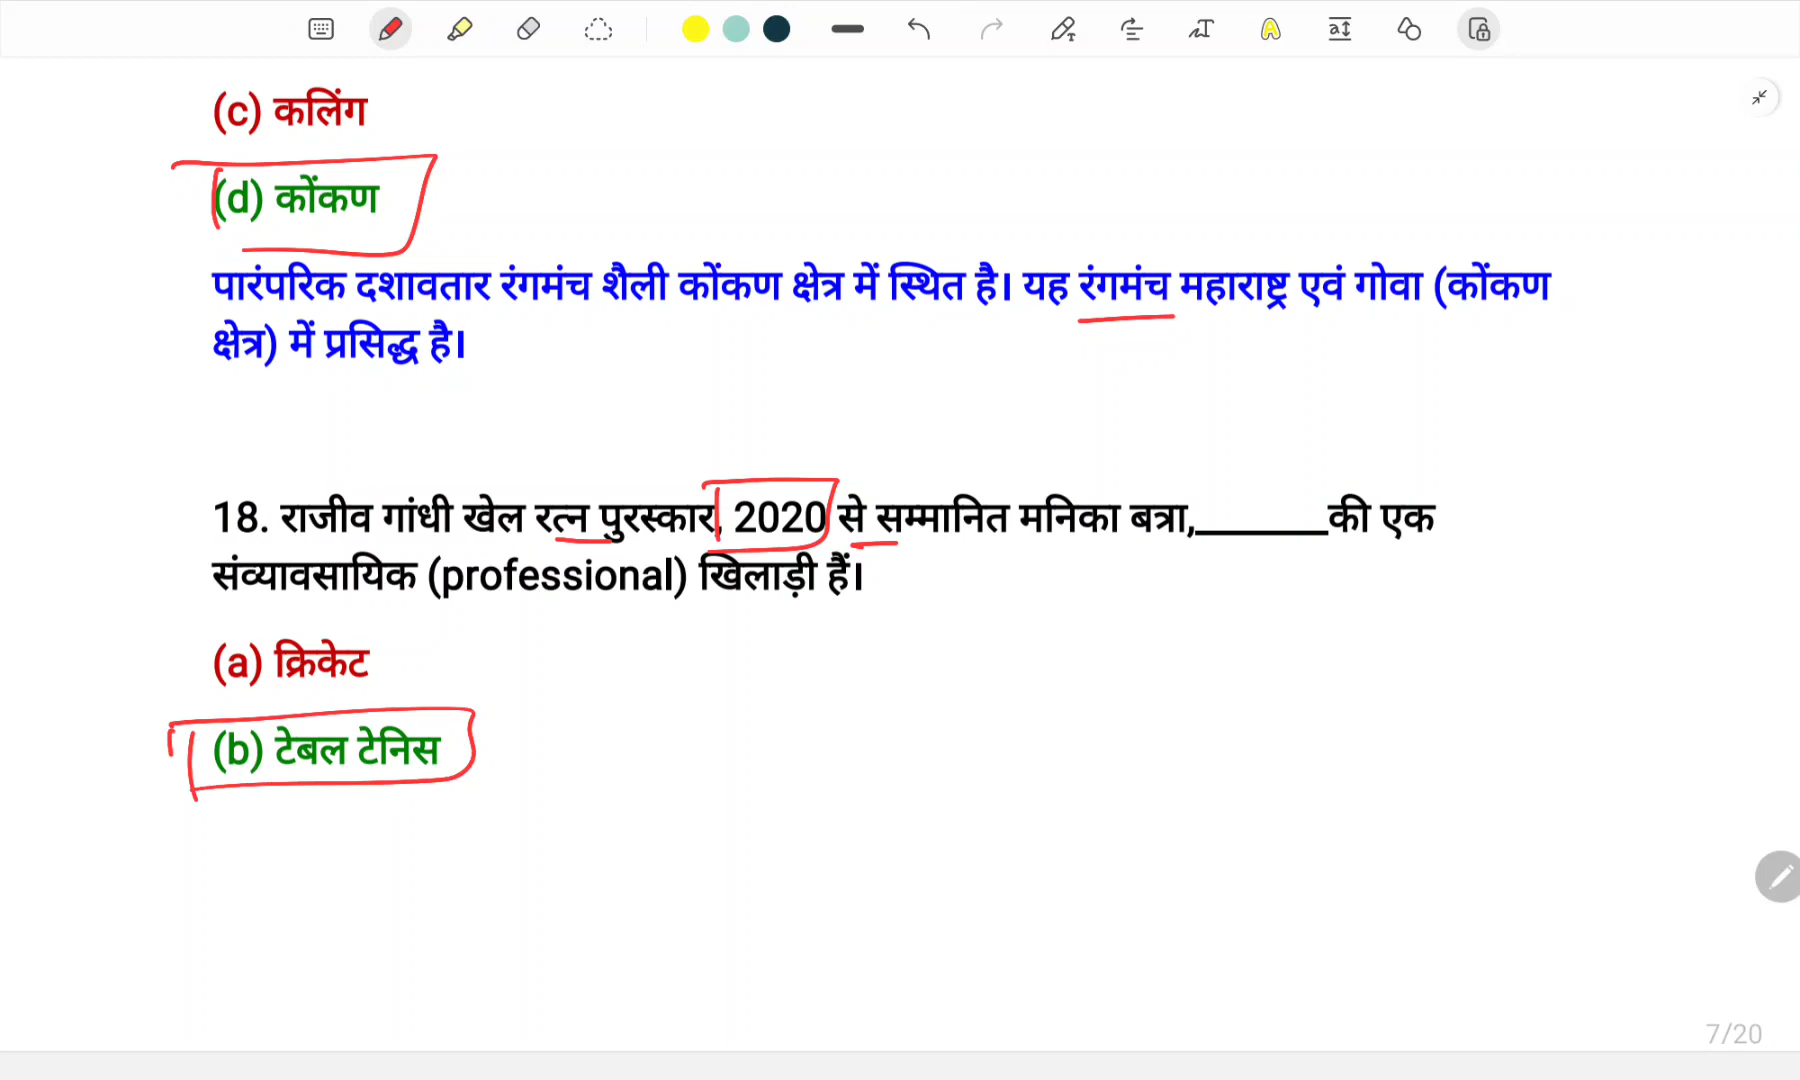 (c) कलिंग
(d) कोंकण
पारंपरिक दशावतार रंगमंच शैली कोंकण क्षेत्र में स्थित है। यह रंगमंच महाराष्ट्र एवं गोवा (कोंकण
क्षेत्र) में प्रसिद्ध है।
18. राजीव गांधी खेल रत्न पुरस्कार, 2020 से सम्मानित मनिका बत्रा,______की एक
संव्यावसायिक (professional) खिलाड़ी हैं।
(a) क्रिकेट
(b) टेबल टेनिस
7/20